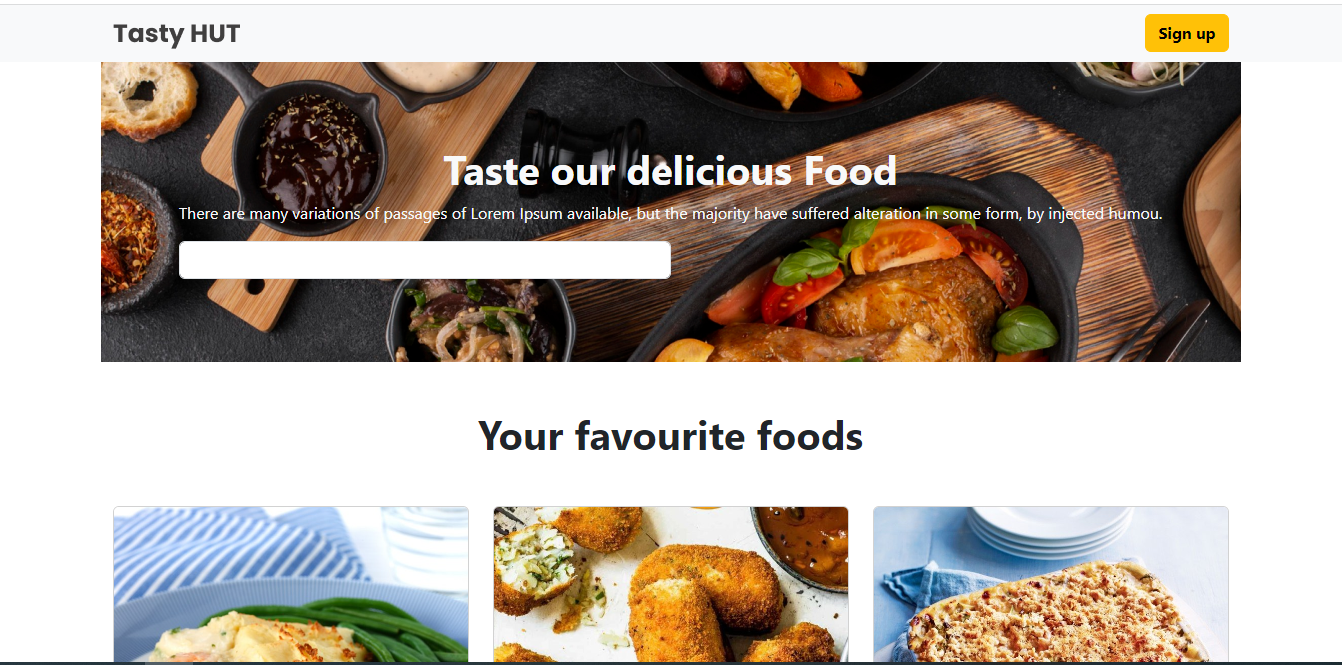 Tasty HUT
Sign up
Taste our delicious Food
There are many variations of passages of Lorem Ipsum available, but the majority have suffered alteration in some form, by injected humou.
Your favourite foods